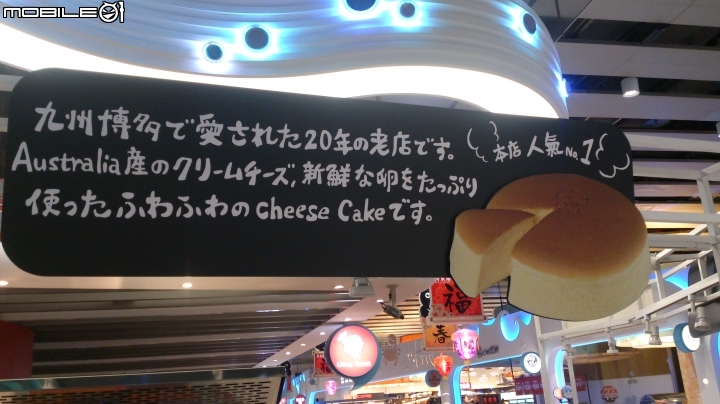 MOBILE01
九州博多で愛された20年の老店です。
本店人氣No.1
Australia産のクリームチーズ,新鮮な卵をたっぷり
使ったふわふわのcheese Cakeです。
福
春